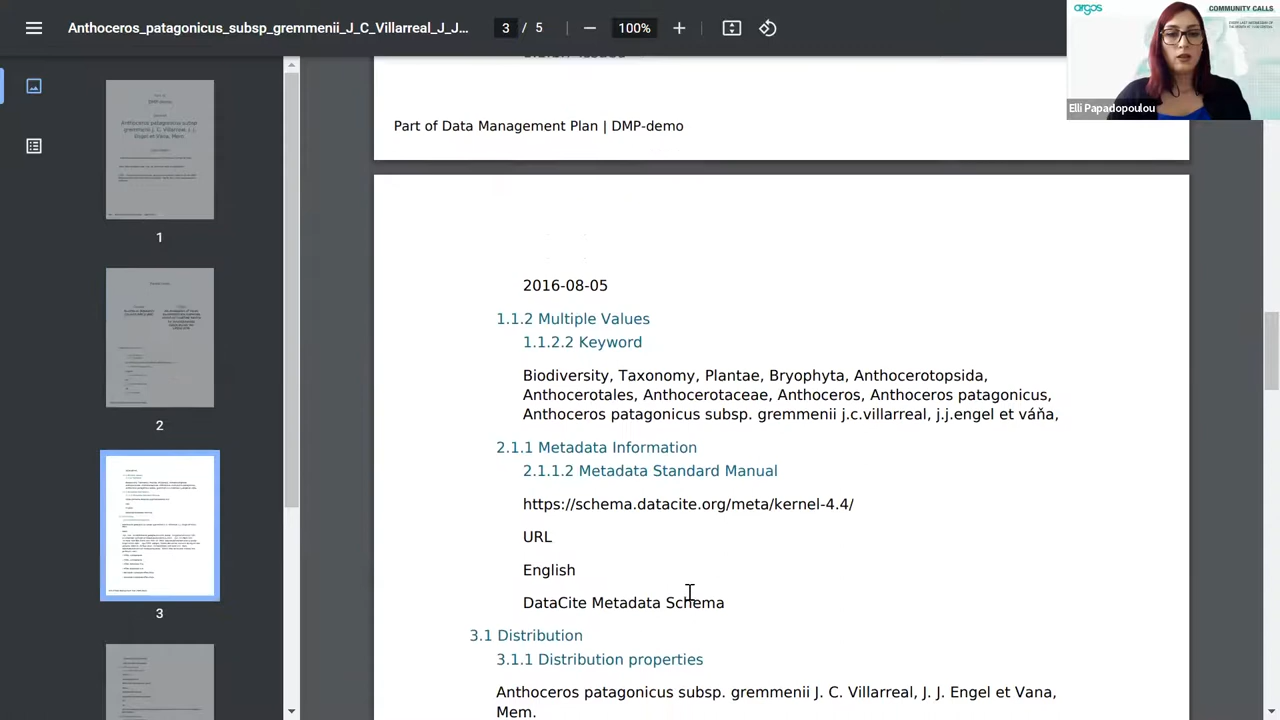 Anthoceros_patagonicus_subsp_gremmenii_J_C_Villarreal_J_J...
3 / 5
100%
argos
COMMUNITY CALLS
Elli Papadopoulou
1
2
3
Part of Data Management Plan | DMP-demo
2016-08-05
1.1.2 Multiple Values
1.1.2.2 Keyword
Biodiversity, Taxonomy, Plantae, Bryophyta, Anthocerotopsida,
Anthocerotales, Anthocerotaceae, Anthoceros, Anthoceros patagonicus,
Anthoceros patagonicus subsp. gremmenii j.c.villarreal, j.j.engel et váňa,
2.1.1 Metadata Information
2.1.1.2 Metadata Standard Manual
https://schema.datacite.org/meta/kernel-4.4/
URL
English
DataCite Metadata Schema
3.1 Distribution
3.1.1 Distribution properties
Anthoceros patagonicus subsp. gremmenii J. C. Villarreal, J. J. Engel et Vana,
Mem.